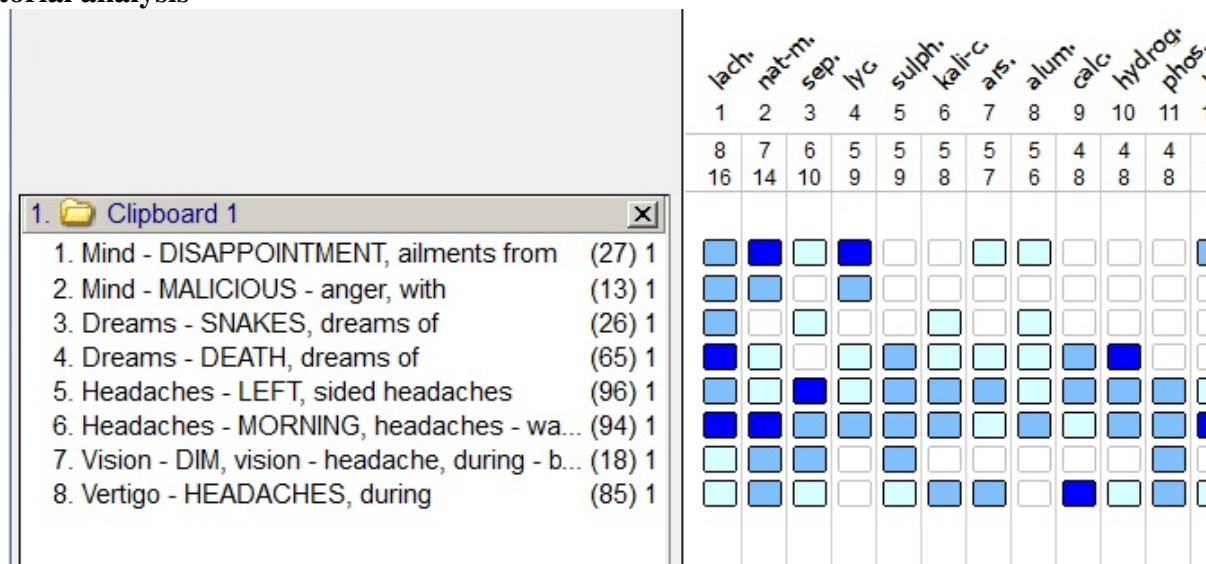 torial analysis
lach. nat-m. sep. lyc. sulph. kali-c. ars. alum. calc. hydrog. phos.
1 2 3 4 5 6 7 8 9 10 11 1
8 7 6 5 5 5 5 5 4 4 4
16 14 10 9 9 8 7 6 8 8 8
1. Clipboard 1
1. Mind - DISAPPOINTMENT, ailments from (27) 1
2. Mind - MALICIOUS - anger, with (13) 1
3. Dreams - SNAKES, dreams of (26) 1
4. Dreams - DEATH, dreams of (65) 1
5. Headaches - LEFT, sided headaches (96) 1
6. Headaches - MORNING, headaches - wa... (94) 1
7. Vision - DIM, vision - headache, during - b... (18) 1
8. Vertigo - HEADACHES, during (85) 1